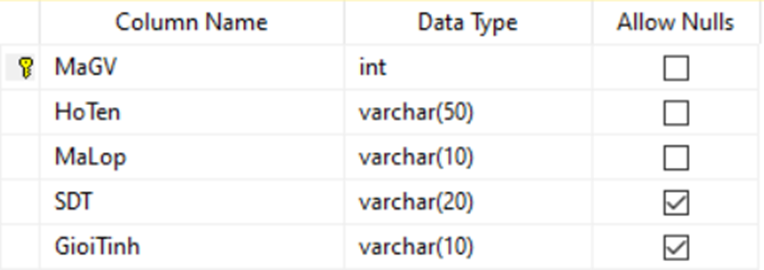 Column Name Data Type Allow Nulls
MaGV int
HoTen varchar(50)
MaLop varchar(10)
SDT varchar(20)
GioiTinh varchar(10)